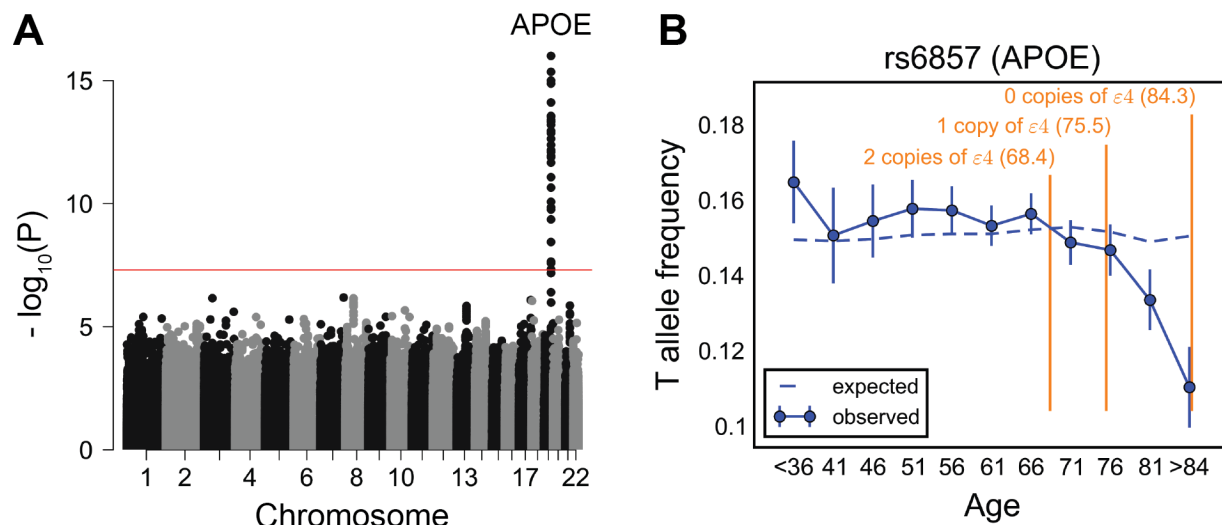 A
APOE
15
10
5
0
- log10(P)
1 2 4 6 8 10 13 17 22
Chromosome
B
rs6857 (APOE)
0 copies of ε4 (84.3)
1 copy of ε4 (75.5)
2 copies of ε4 (68.4)
0.18
0.16
0.14
0.12
0.1
T allele frequency
expected
observed
<36 41 46 51 56 61 66 71 76 81 >84
Age